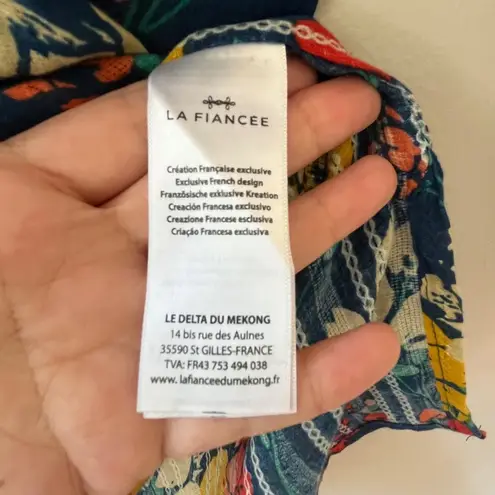 LA FIANCÉE
Création Française exclusive
Exclusive French design
Französische exklusive Kreation
Creación Francesa exclusivo
Creazione Francese esclusiva
Criação Francesa exclusiva
LE DELTA DU MEKONG
14 bis rue des Aulnes
35590 St GILLES-FRANCE
TVA: FR43 753 494 038
www.lafianceedumekong.fr